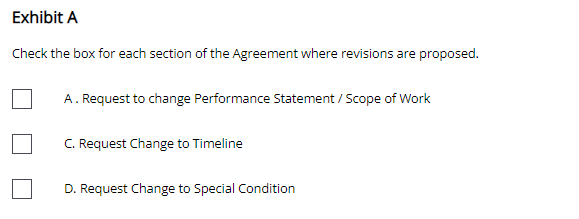 Exhibit A
Check the box for each section of the Agreement where revisions are proposed.
A . Request to change Performance Statement / Scope of Work
C. Request Change to Timeline
D. Request Change to Special Condition